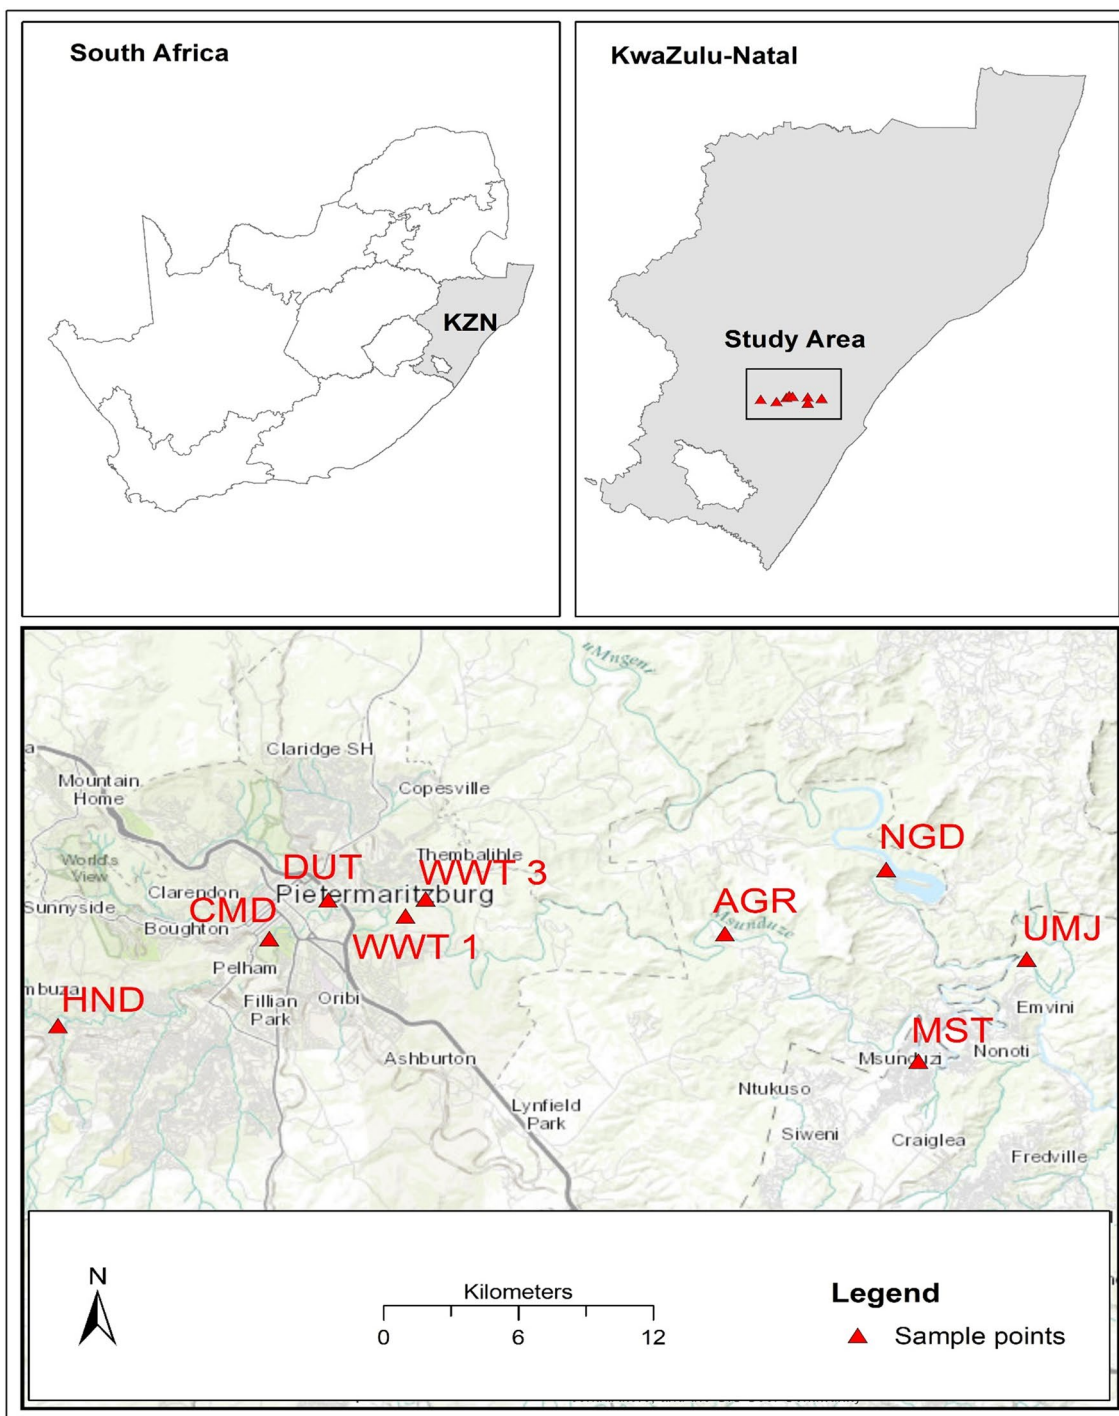 South Africa
KZN
KwaZulu-Natal
Study Area
uMngeni
a
Claridge SH
Mountain
Home
Copesville
World's
View
DUT
Thembalihle
WWT 3
NGD
Clarendon
Pietermaritzburg
Sunnyside
CMD
AGR
Msunduze
Boughton
WWT 1
UMJ
Pelham
mbuza
HND
Fillian
Park
Oribi
Emvini
MST
Ashburton
Msunduzi
Nonoti
Ntukuso
Lynfield
Park
Siweni
Craiglea
Fredville
N
Kilometers
0 6 12
Legend
Sample points